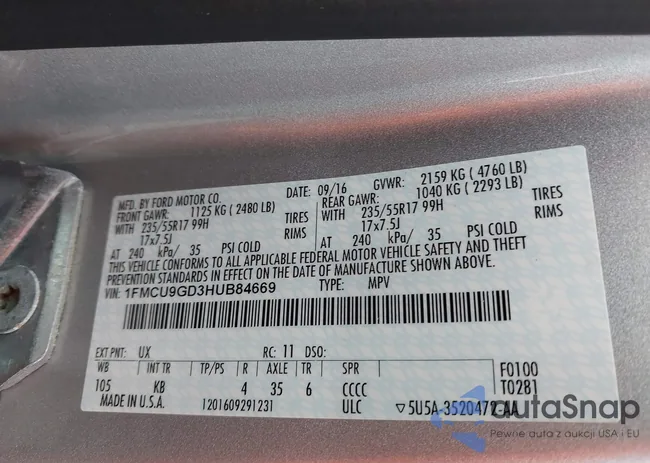 MFD. BY FORD MOTOR CO. DATE: 09/16 GVWR: 2159 KG ( 4760 LB)
FRONT GAWR: 1125 KG ( 2480 LB) REAR GAWR: 1040 KG ( 2293 LB)
WITH 235/55R17 99H TIRES WITH 235/55R17 99H TIRES
17x7.5J RIMS 17x7.5J RIMS
AT 240 kPa/ 35 PSI COLD AT 240 kPa/ 35 PSI COLD
THIS VEHICLE CONFORMS TO ALL APPLICABLE FEDERAL MOTOR VEHICLE SAFETY AND THEFT
PREVENTION STANDARDS IN EFFECT ON THE DATE OF MANUFACTURE SHOWN ABOVE.
VIN: 1FMCU9GD3HUB84669 TYPE: MPV
EXT PNT: UX RC: 11 DSO:
WB INT TR TP/PS R AXLE TR SPR F0100
105 KB 4 35 6 CCCC T0281
MADE IN U.S.A. 120160929123I ULC ▽5U5A-3520472-AA
autoSnap
Pewne auta z aukcji USA i EU